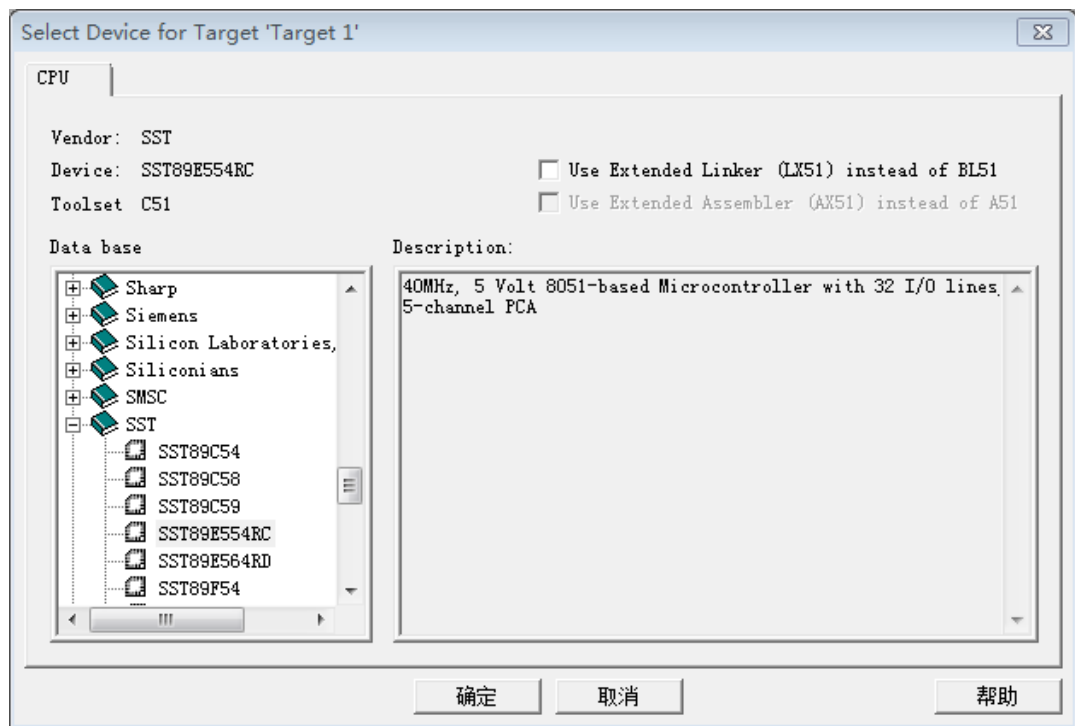 Select Device for Target 'Target 1'
CPU
Vendor: SST
Device: SST89E554RC
Toolset C51
Use Extended Linker (LX51) instead of BL51
Use Extended Assembler (AX51) instead of A51
Data base
Description:
Sharp
Siemens
Silicon Laboratories,
Siliconians
SMSC
SST
SST89C54
SST89C58
SST89C59
SST89E554RC
SST89E564RD
SST89F54
40MHz, 5 Volt 8051-based Microcontroller with 32 I/O lines,
5-channel PCA
确定
取消
帮助